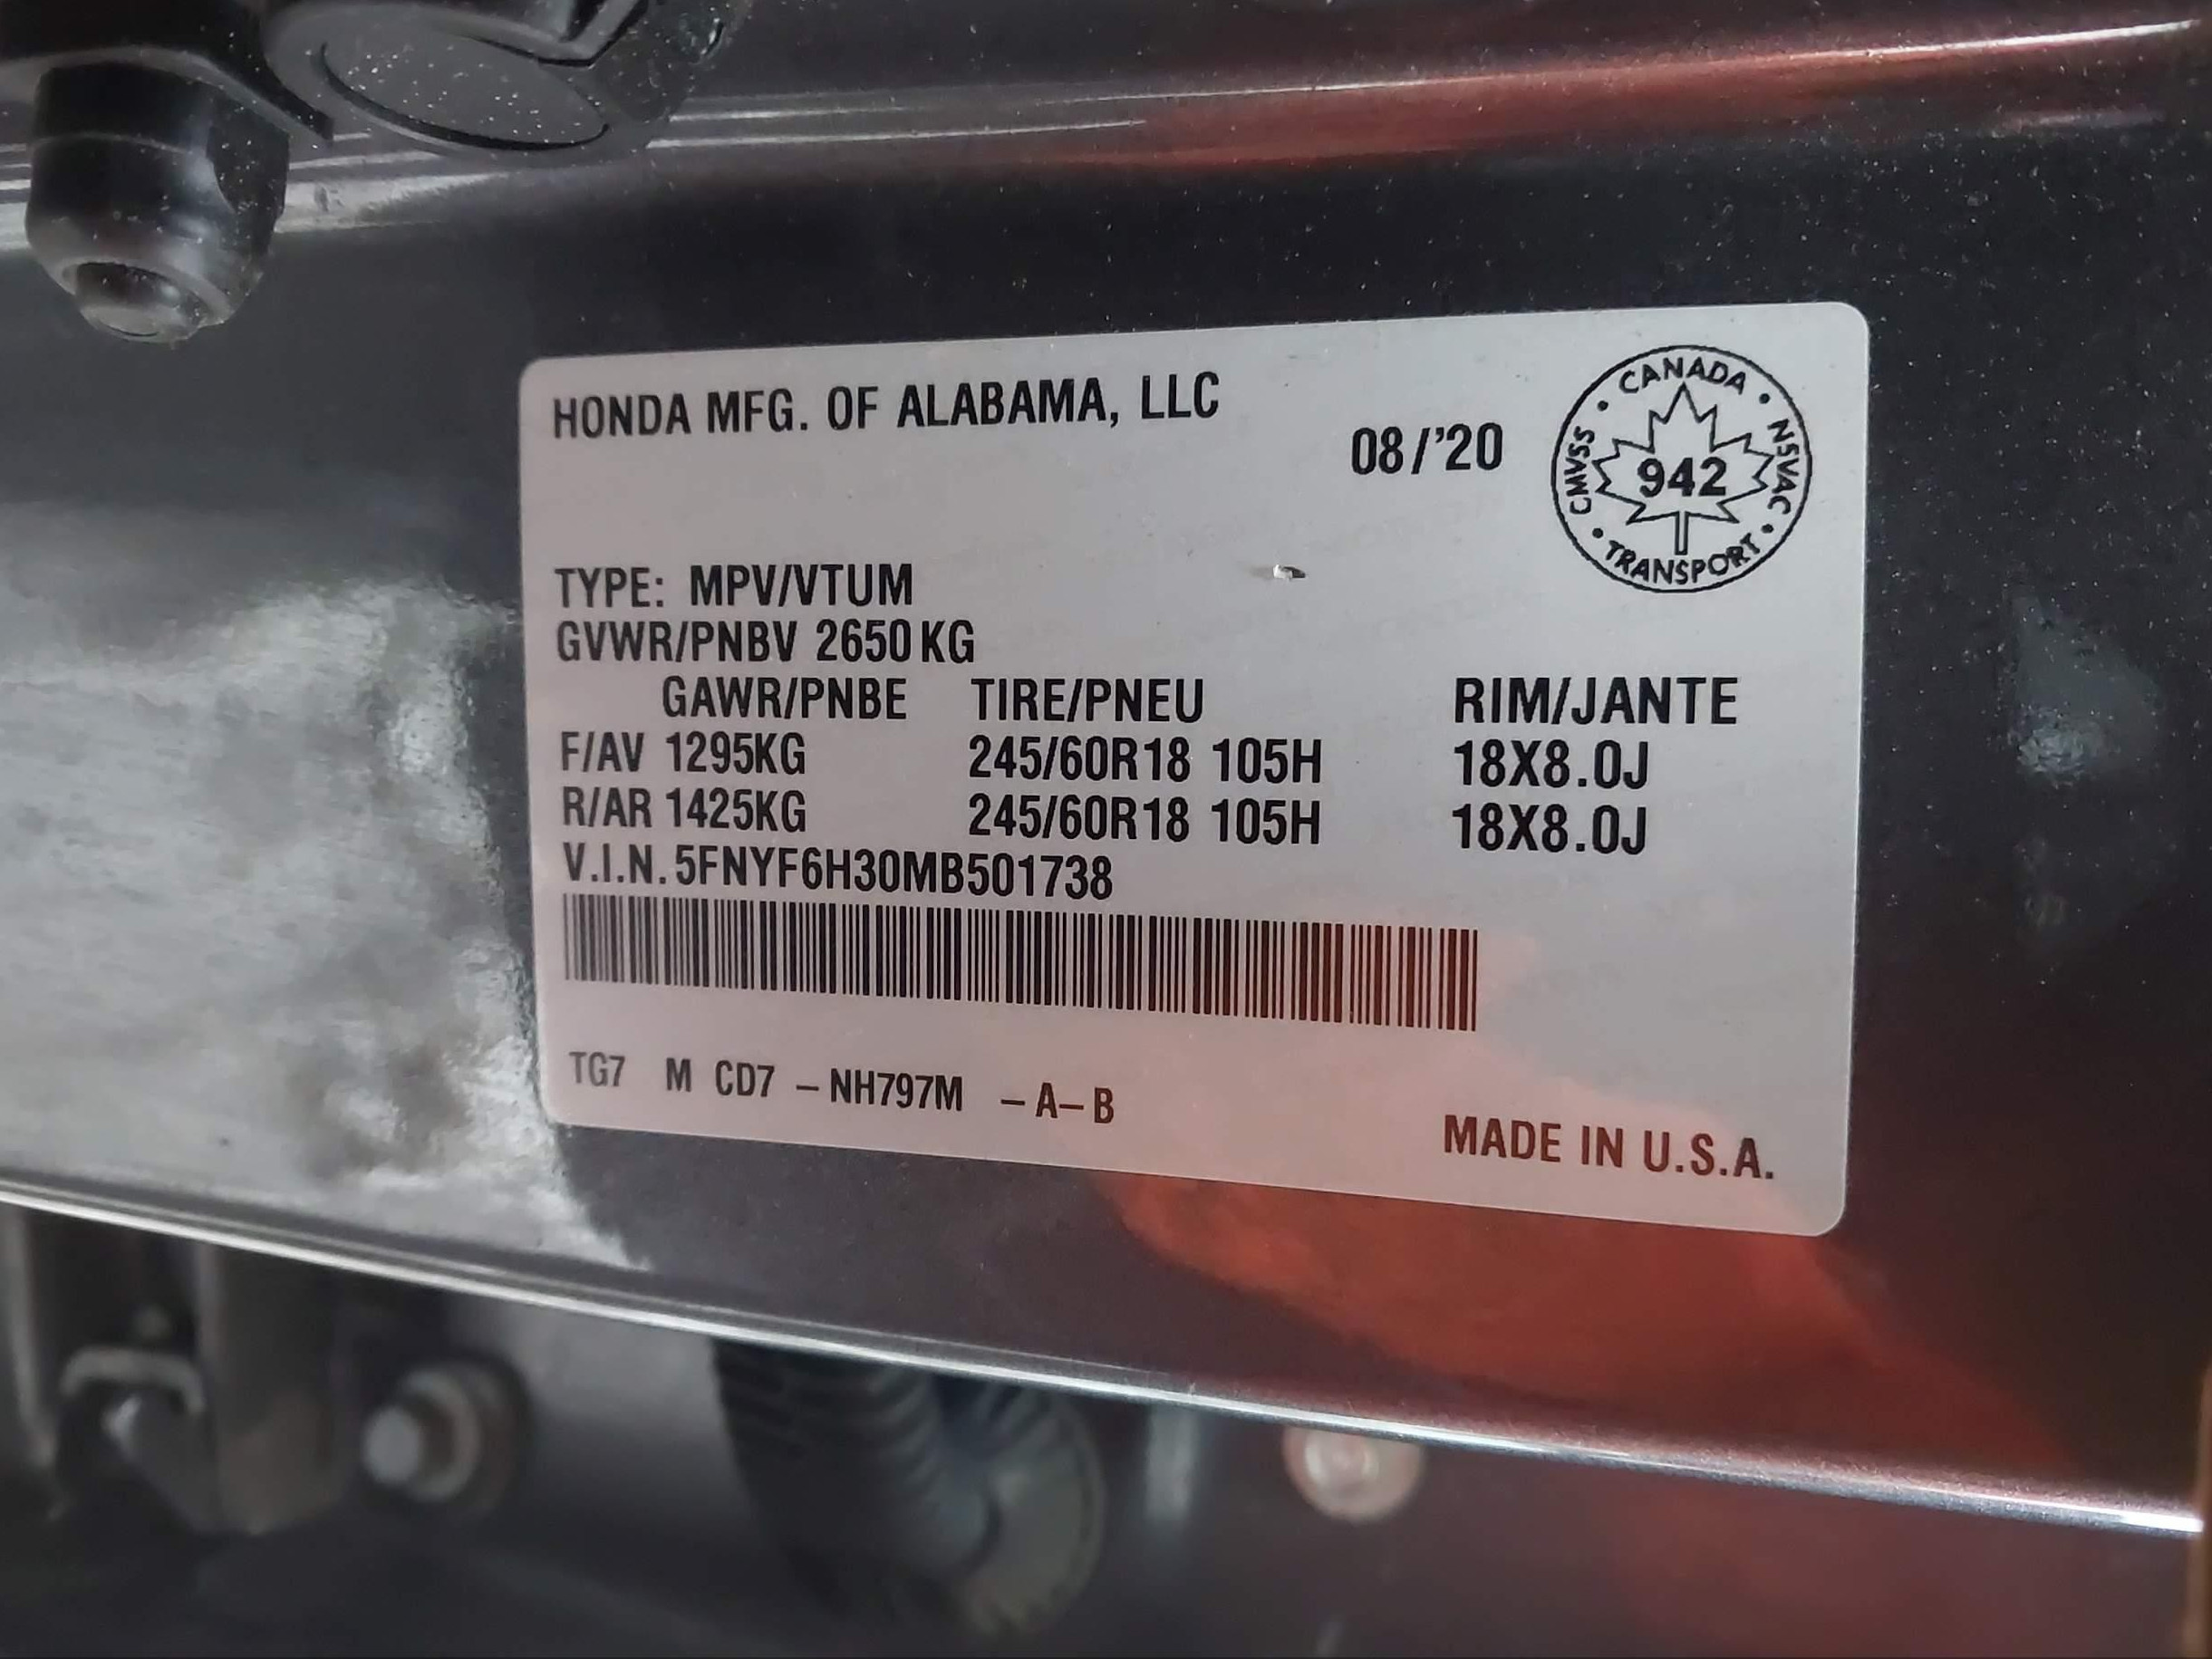 HONDA MFG. OF ALABAMA, LLC
08/'20
CANADA
CMVSS
942
NSVAC
TRANSPORT
TYPE: MPV/VTUM
GVWR/PNBV 2650KG
GAWR/PNBE TIRE/PNEU RIM/JANTE
F/AV 1295KG 245/60R18 105H 18X8.0J
R/AR 1425KG 245/60R18 105H 18X8.0J
V.I.N. 5FNYF6H30MB501738
TG7 M CD7 – NH797M – A– B
MADE IN U.S.A.